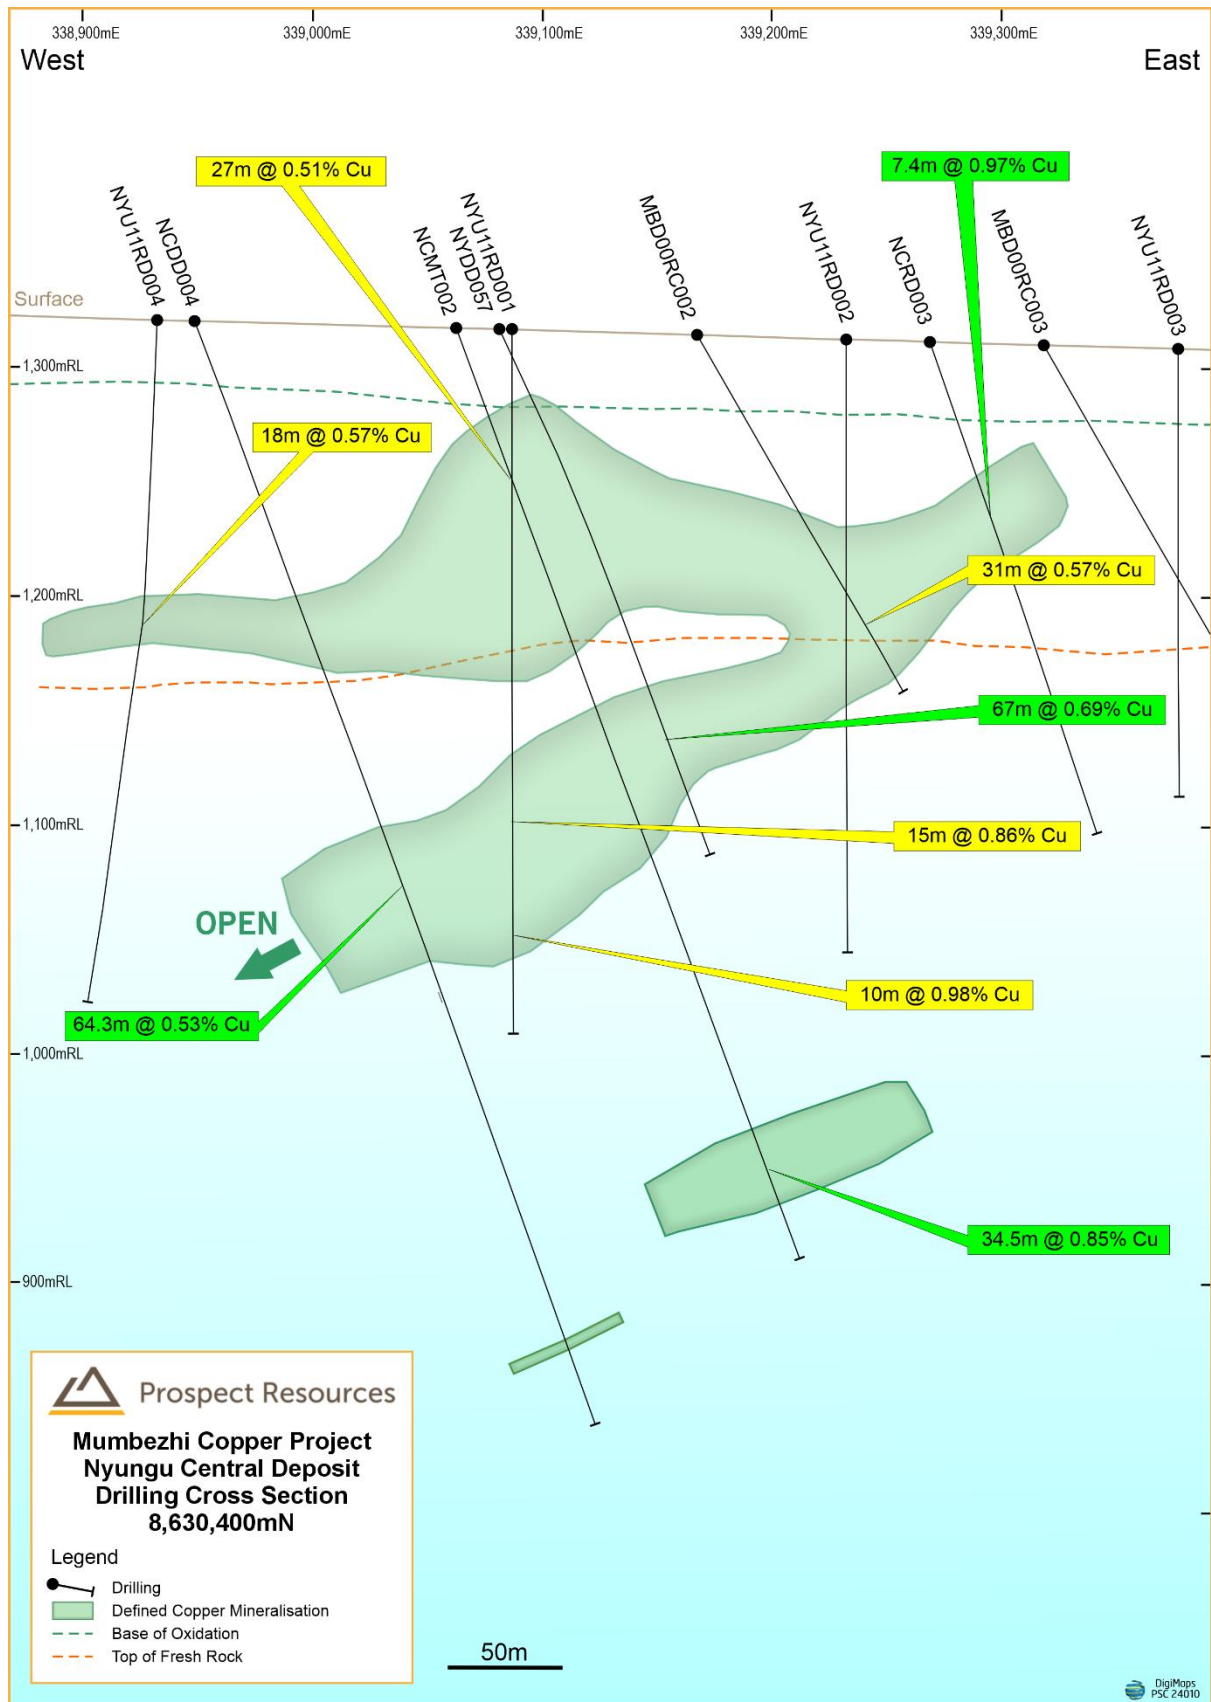 338,900mE
339,000mE
339,100mE
339,200mE
339,300mE
West
East
27m @ 0.51% Cu
7.4m @ 0.97% Cu
NYU11RD004
NCDD004
NCMT002
NYDD057
NYU11RD001
MBD00RC002
NYU11RD002
NCRD003
MBD00RC003
NYU11RD003
Surface
1,300mRL
18m @ 0.57% Cu
31m @ 0.57% Cu
1,200mRL
67m @ 0.69% Cu
1,100mRL
15m @ 0.86% Cu
OPEN
10m @ 0.98% Cu
64.3m @ 0.53% Cu
1,000mRL
34.5m @ 0.85% Cu
900mRL
Prospect Resources
Mumbezhi Copper Project
Nyungu Central Deposit
Drilling Cross Section
8,630,400mN
Legend
Drilling
Defined Copper Mineralisation
Base of Oxidation
Top of Fresh Rock
50m
DigiMaps
PSC 24010